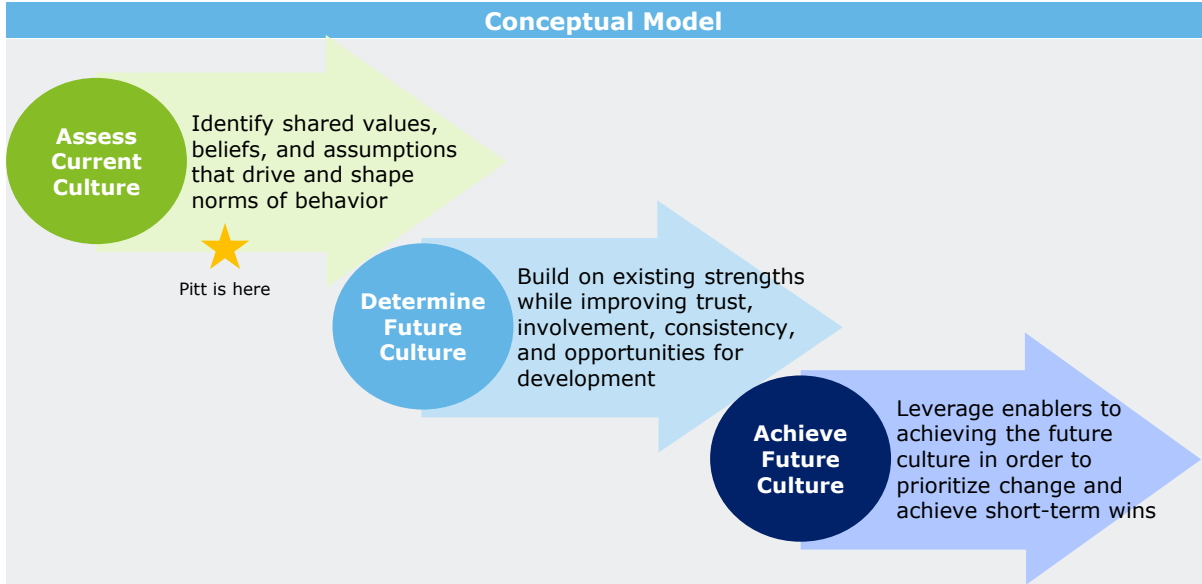 Conceptual Model
Assess
Current
Culture
Identify shared values,
beliefs, and assumptions
that drive and shape
norms of behavior
Pitt is here
Determine
Future
Culture
Build on existing strengths
while improving trust,
involvement, consistency,
and opportunities for
development
Achieve
Future
Culture
Leverage enablers to
achieving the future
culture in order to
prioritize change and
achieve short-term wins